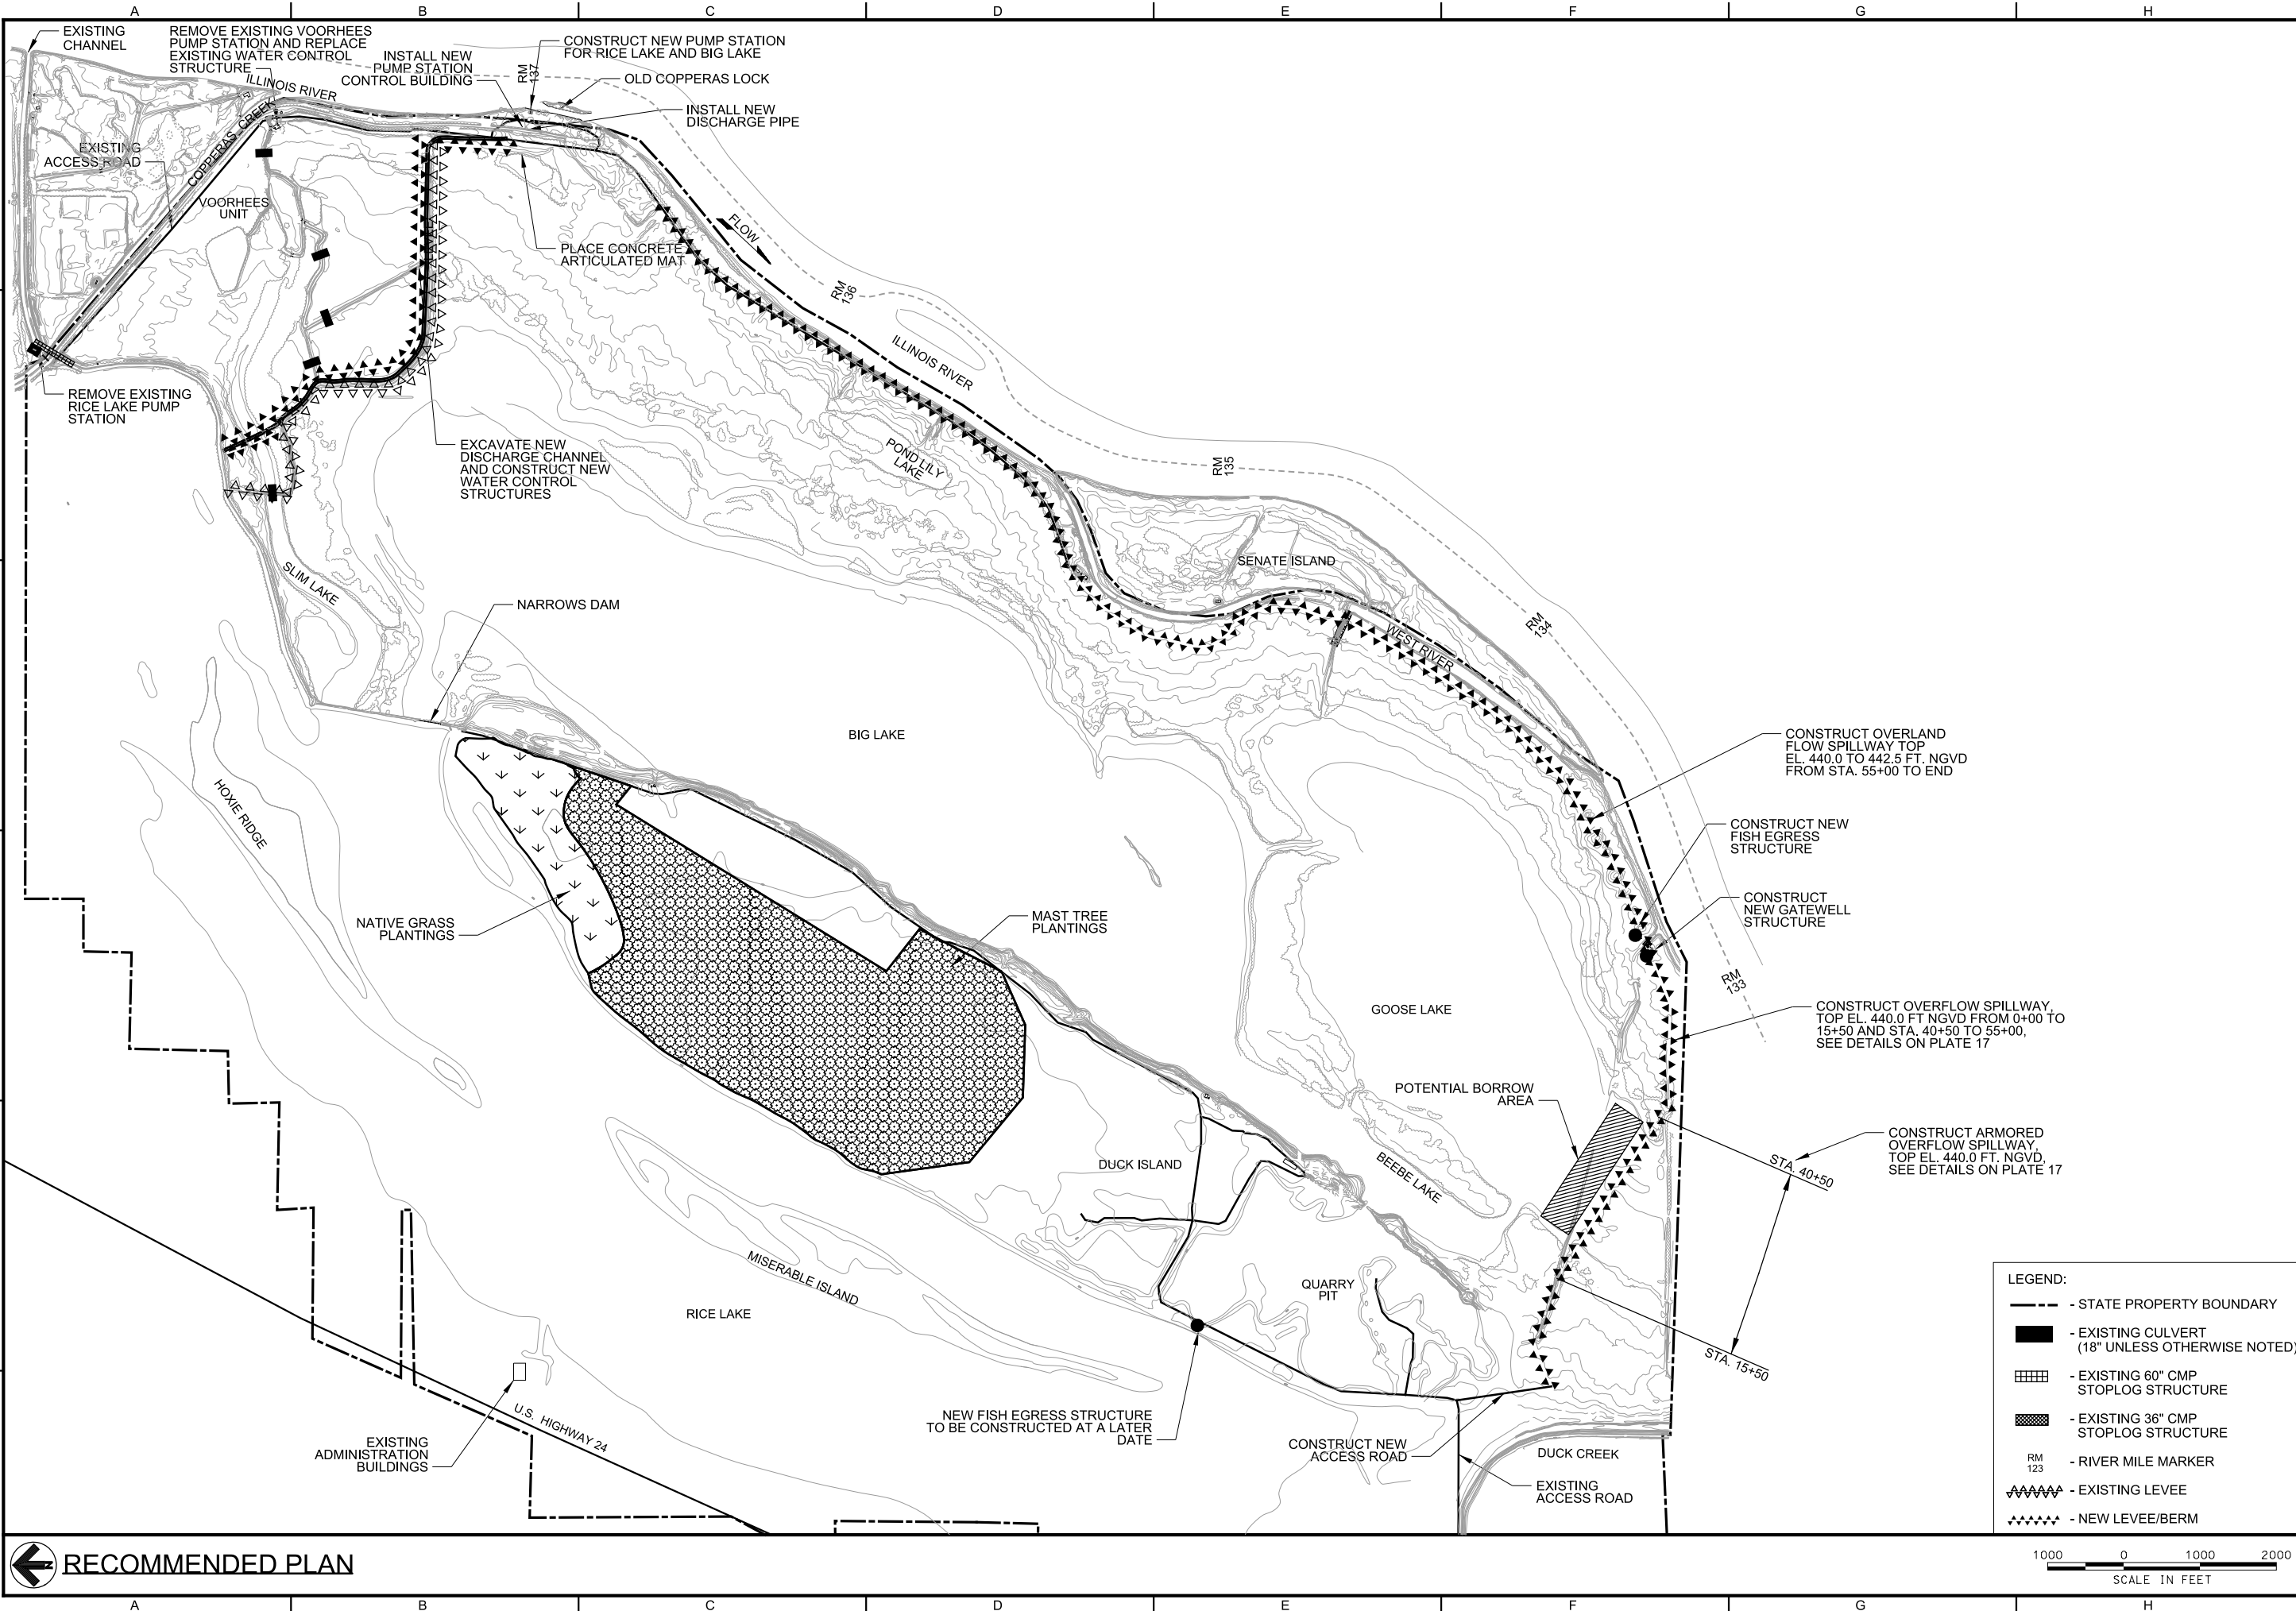 A B C D E F G H
EXISTING
CHANNEL
REMOVE EXISTING VOORHEES
PUMP STATION AND REPLACE
EXISTING WATER CONTROL
STRUCTURE
INSTALL NEW
PUMP STATION
CONTROL BUILDING
RM
137
CONSTRUCT NEW PUMP STATION
FOR RICE LAKE AND BIG LAKE
OLD COPPERAS LOCK
INSTALL NEW
DISCHARGE PIPE
ILLINOIS RIVER
COPPERAS CREEK
EXISTING
ACCESS ROAD
VOORHEES
UNIT
PLACE CONCRETE
ARTICULATED MAT
FLOW
RM
136
ILLINOIS RIVER
REMOVE EXISTING
RICE LAKE PUMP
STATION
EXCAVATE NEW
DISCHARGE CHANNEL
AND CONSTRUCT NEW
WATER CONTROL
STRUCTURES
POND LILY
LAKE
RM
135
SENATE ISLAND
SLIM LAKE
NARROWS DAM
WEST RIVER
RM
134
BIG LAKE
CONSTRUCT OVERLAND
FLOW SPILLWAY TOP
EL. 440.0 TO 442.5 FT. NGVD
FROM STA. 55+00 TO END
HOXIE RIDGE
CONSTRUCT NEW
FISH EGRESS
STRUCTURE
NATIVE GRASS
PLANTINGS
MAST TREE
PLANTINGS
CONSTRUCT
NEW GATEWELL
STRUCTURE
RM
133
GOOSE LAKE
CONSTRUCT OVERFLOW SPILLWAY,
TOP EL. 440.0 FT NGVD FROM 0+00 TO
15+50 AND STA. 40+50 TO 55+00,
SEE DETAILS ON PLATE 17
POTENTIAL BORROW
AREA
CONSTRUCT ARMORED
OVERFLOW SPILLWAY,
TOP EL. 440.0 FT. NGVD,
SEE DETAILS ON PLATE 17
DUCK ISLAND
BEEBE LAKE
STA. 40+50
MISERABLE ISLAND
QUARRY
PIT
RICE LAKE
STA. 15+50
U.S. HIGHWAY 24
EXISTING
ADMINISTRATION
BUILDINGS
NEW FISH EGRESS STRUCTURE
TO BE CONSTRUCTED AT A LATER
DATE
CONSTRUCT NEW
ACCESS ROAD
DUCK CREEK
EXISTING
ACCESS ROAD
LEGEND:
- STATE PROPERTY BOUNDARY
- EXISTING CULVERT
(18" UNLESS OTHERWISE NOTED)
- EXISTING 60" CMP
STOPLOG STRUCTURE
- EXISTING 36" CMP
STOPLOG STRUCTURE
RM
123
- RIVER MILE MARKER
- EXISTING LEVEE
- NEW LEVEE/BERM
N
RECOMMENDED PLAN
1000 0 1000 2000
SCALE IN FEET
A B C D E F G H